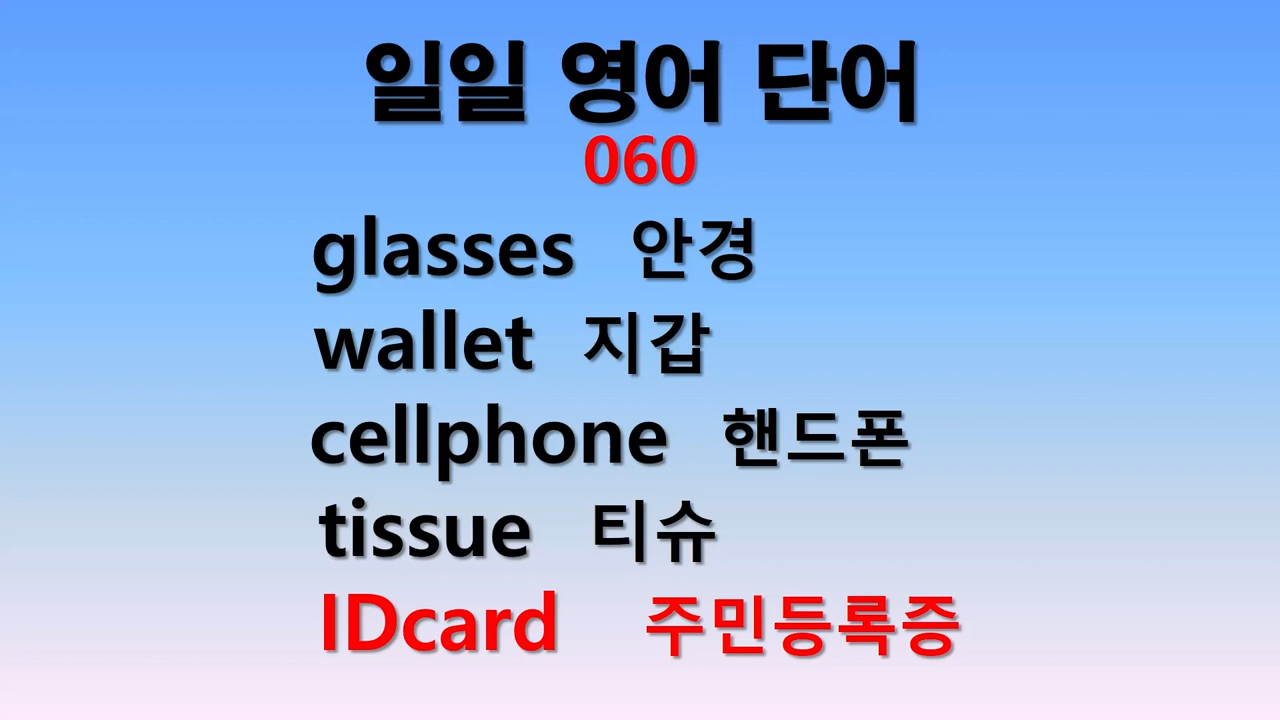 일일 영어 단어
060
glasses 안경
wallet 지갑
cellphone 핸드폰
tissue 티슈
IDcard 주민등록증